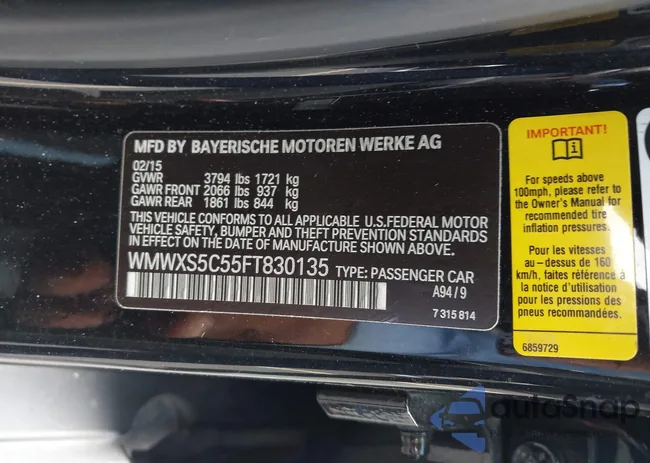 MFD BY BAYERISCHE MOTOREN WERKE AG
02/15
GVWR 3794 lbs 1721 kg
GAWR FRONT 2066 lbs 937 kg
GAWR REAR 1861 lbs 844 kg
THIS VEHICLE CONFORMS TO ALL APPLICABLE U.S.FEDERAL MOTOR
VEHICLE SAFETY, BUMPER AND THEFT PREVENTION STANDARDS
IN EFFECT ON THE DATE OF MANUFACTURE SHOWN ABOVE.
WMWXS5C55FT830135 TYPE: PASSENGER CAR
A94/9
7 315 814
IMPORTANT!
For speeds above
100mph, please refer to
the Owner's Manual for
recommended tire
inflation pressures.
Pour les vitesses
au-dessus de 160
km/h, faites référence à
la notice d'utilisation
pour les pressions des
pneus recommandées.
6859729
autoSnap